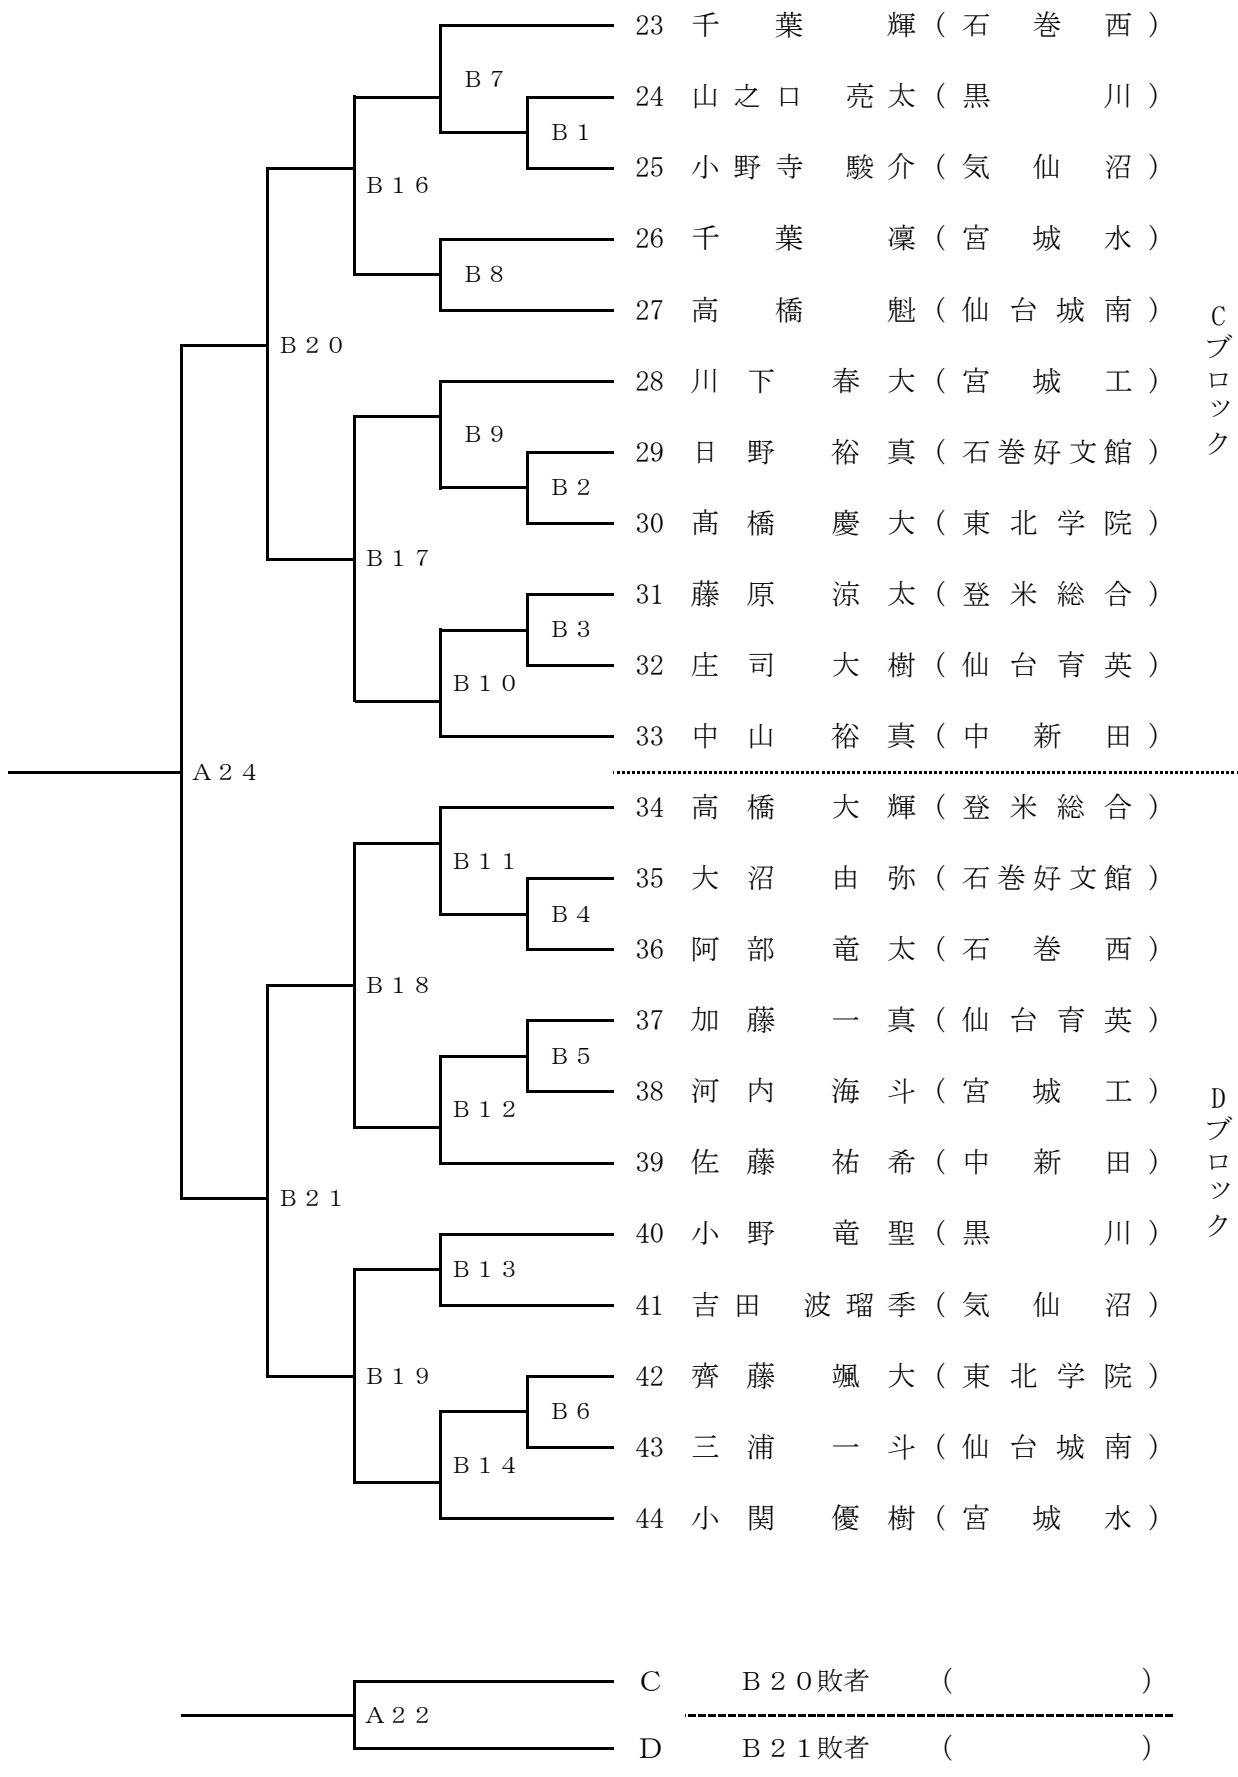 23 千葉 輝 (石巻西)
B7
24 山之口 亮太 (黒川)
B1
25 小野寺 駿介 (気仙沼)
B16
26 千葉 凜 (宮城水)
B8
27 高橋 魁 (仙台城南)
Cブロック
B20
28 川下 春大 (宮城工)
B9
29 日野 裕真 (石巻好文館)
B2
30 髙橋 慶大 (東北学院)
B17
31 藤原 涼太 (登米総合)
B3
32 庄司 大樹 (仙台育英)
B10
33 中山 裕真 (中新田)
A24
34 高橋 大輝 (登米総合)
B11
35 大沼 由弥 (石巻好文館)
B4
36 阿部 竜太 (石巻西)
B18
37 加藤 一真 (仙台育英)
B5
38 河内 海斗 (宮城工)
B12
Dブロック
39 佐藤 祐希 (中新田)
B21
40 小野 竜聖 (黒川)
B13
41 吉田 波瑠季 (気仙沼)
B19
42 齊藤 颯大 (東北学院)
B6
43 三浦 一斗 (仙台城南)
B14
44 小関 優樹 (宮城水)
C B20敗者 ( )
A22
D B21敗者 ( )